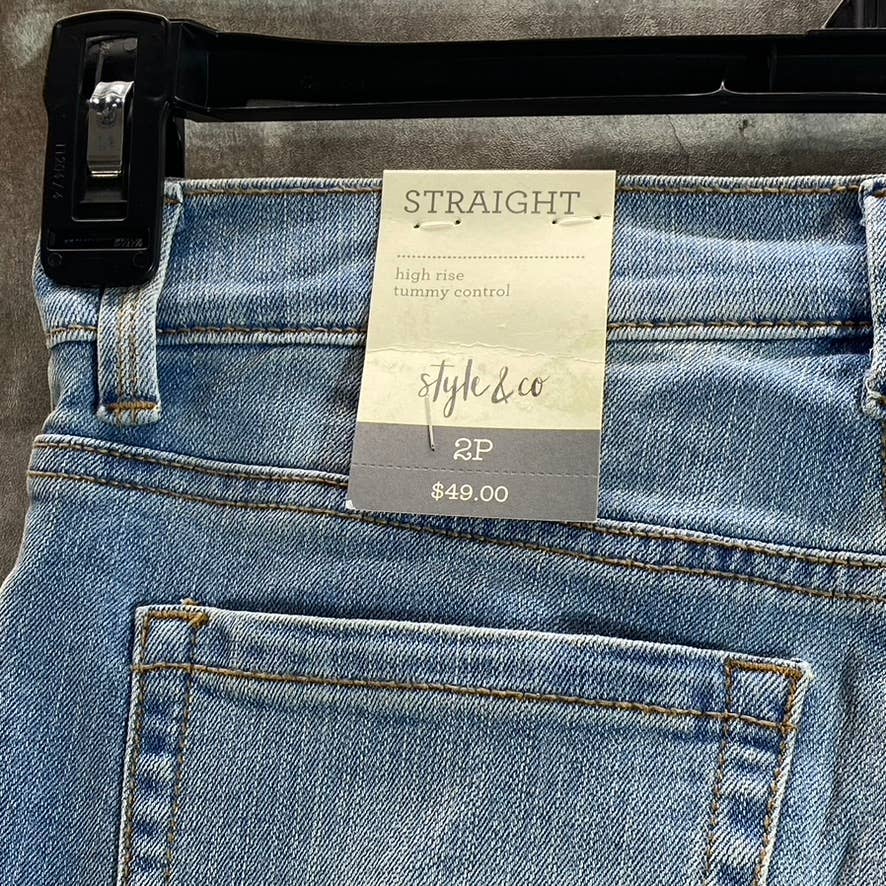 STRAIGHT
high rise
tummy control
style & co
2P
$49.00